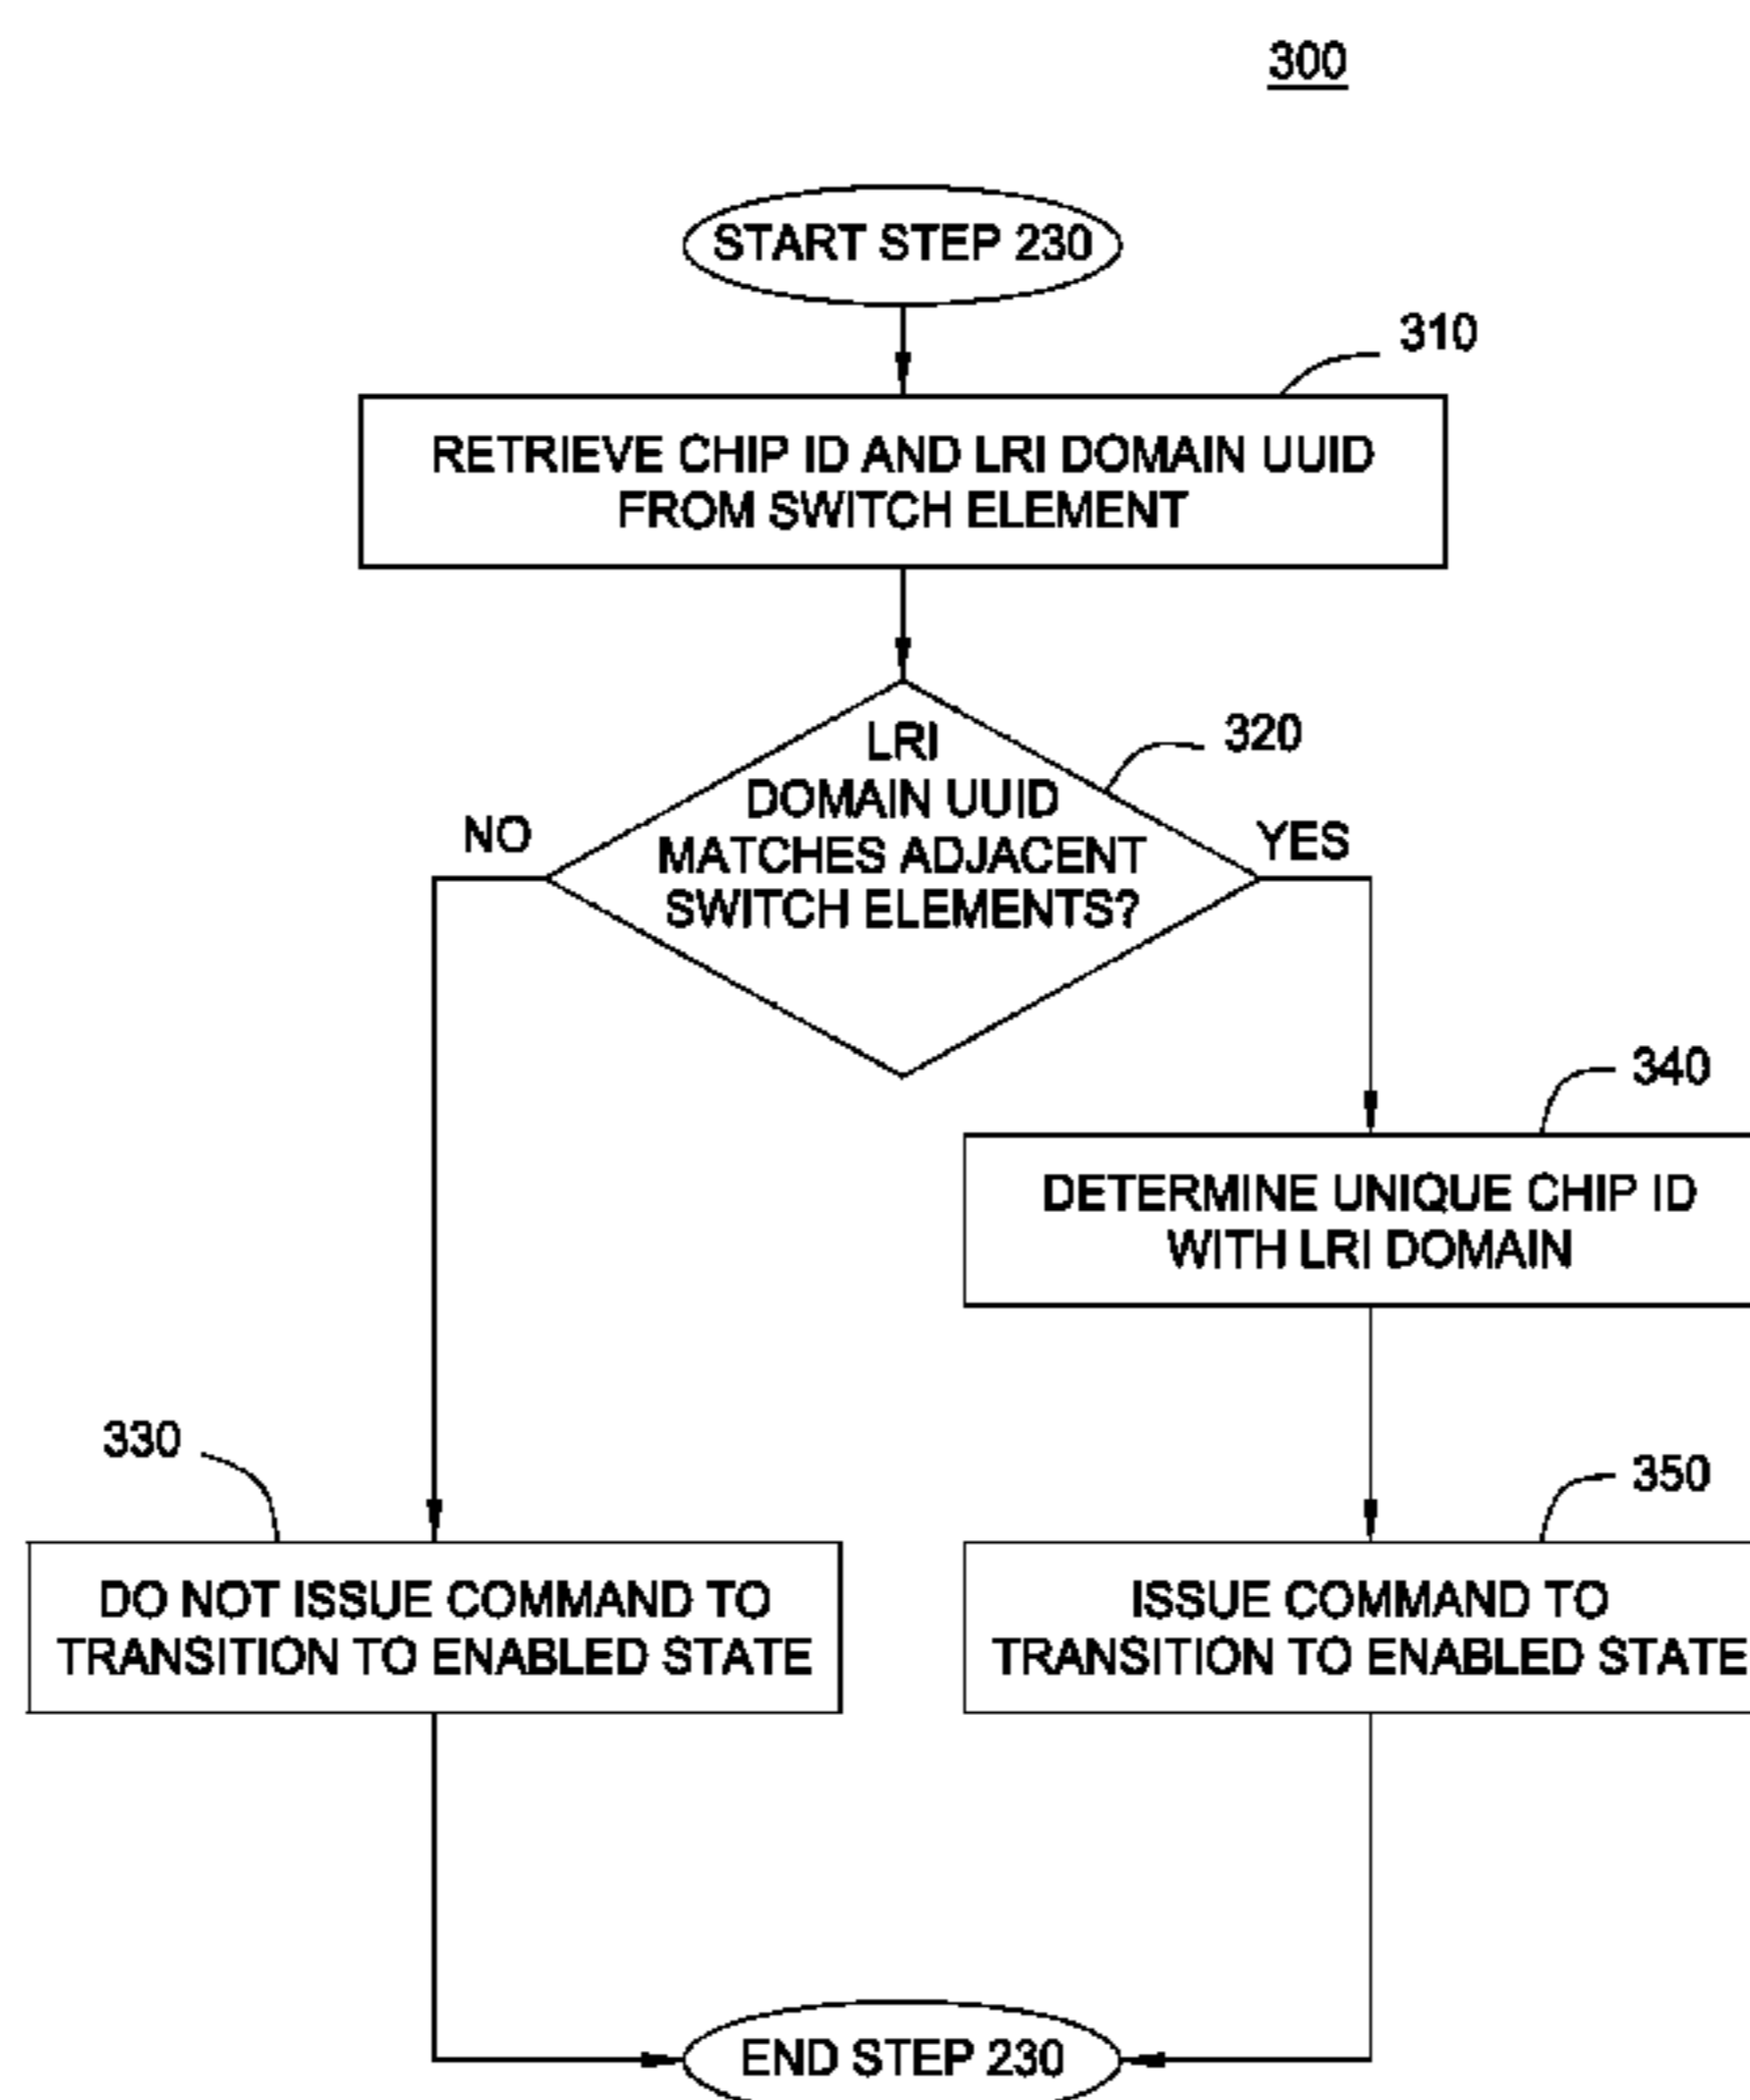 300
START STEP 230
310
RETRIEVE CHIP ID AND LRI DOMAIN UUID
FROM SWITCH ELEMENT
320
LRI
DOMAIN UUID
MATCHES ADJACENT
SWITCH ELEMENTS?
NO
YES
340
DETERMINE UNIQUE CHIP ID
WITH LRI DOMAIN
330
DO NOT ISSUE COMMAND TO
TRANSITION TO ENABLED STATE
350
ISSUE COMMAND TO
TRANSITION TO ENABLED STATE
END STEP 230